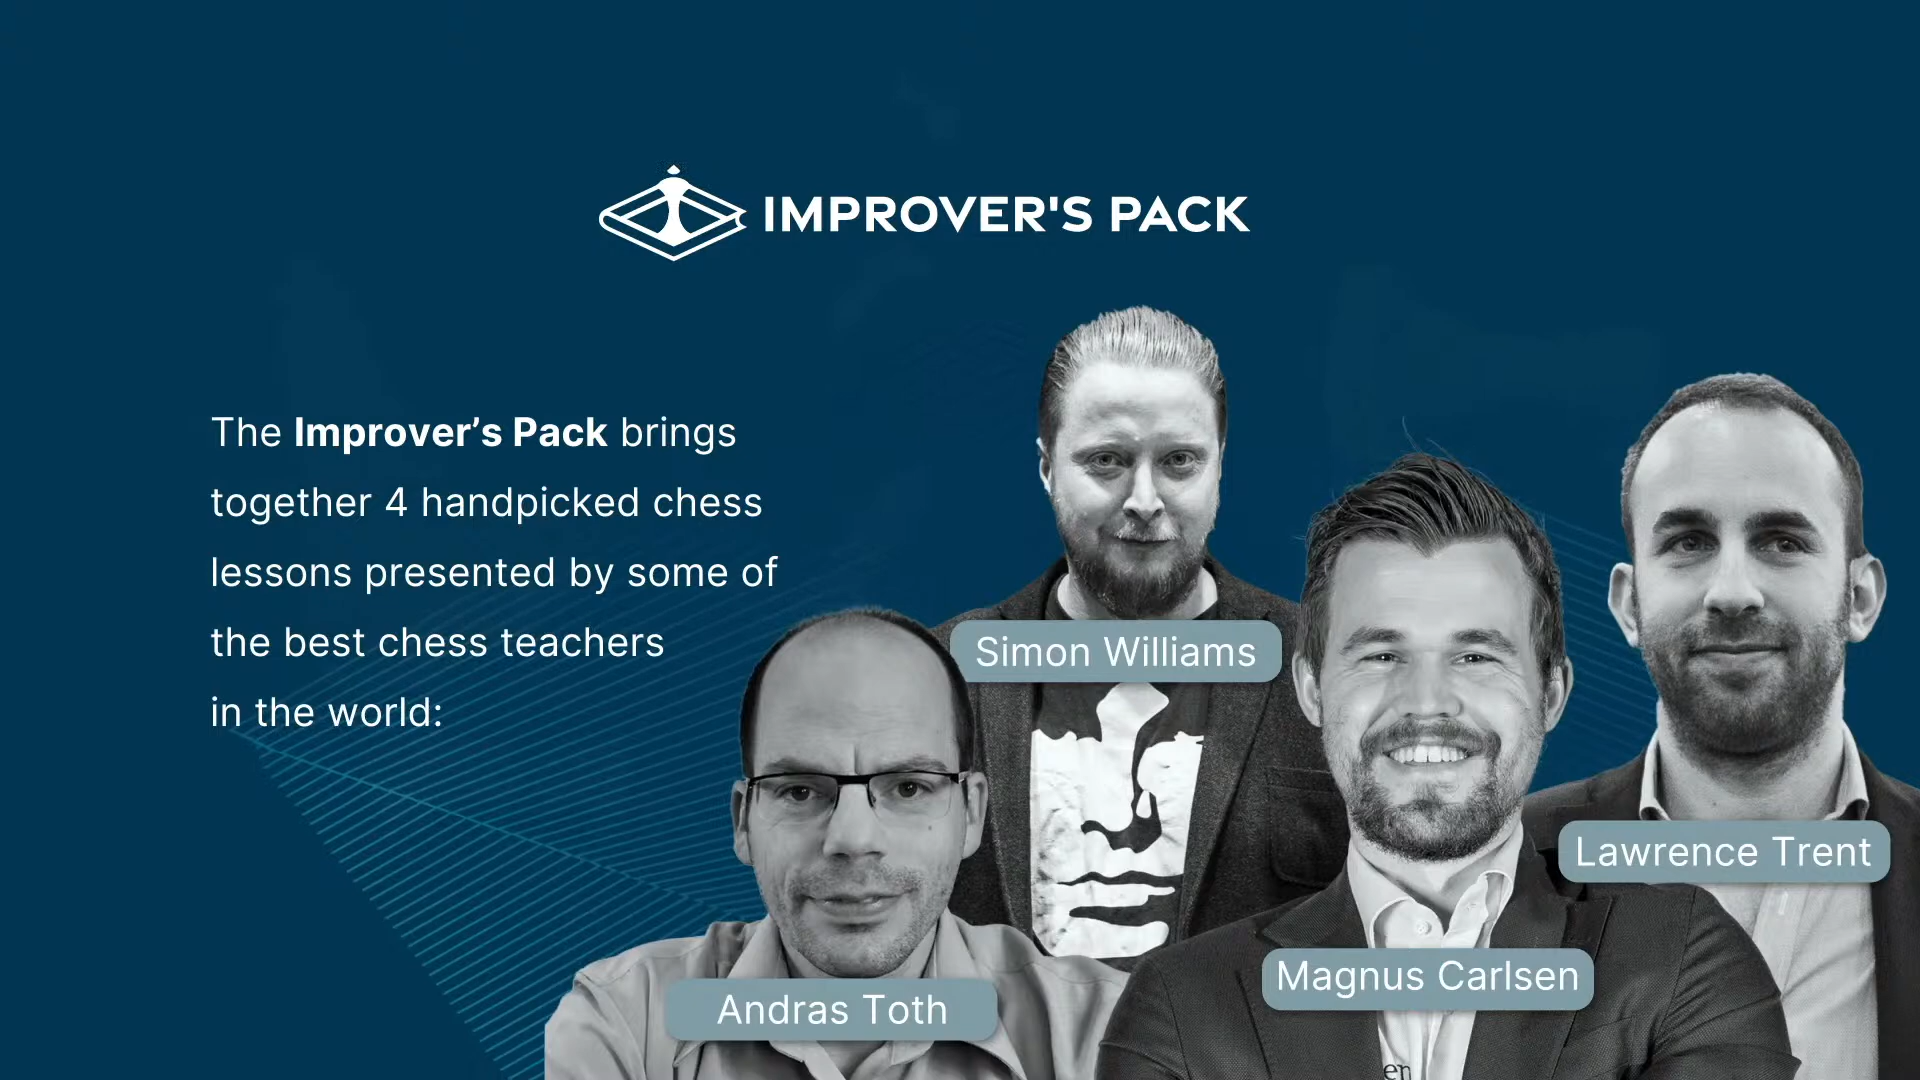 IMPROVER'S PACK
The Improver’s Pack brings
together 4 handpicked chess
lessons presented by some of
the best chess teachers
in the world:
Simon Williams
Lawrence Trent
Magnus Carlsen
Andras Toth
en